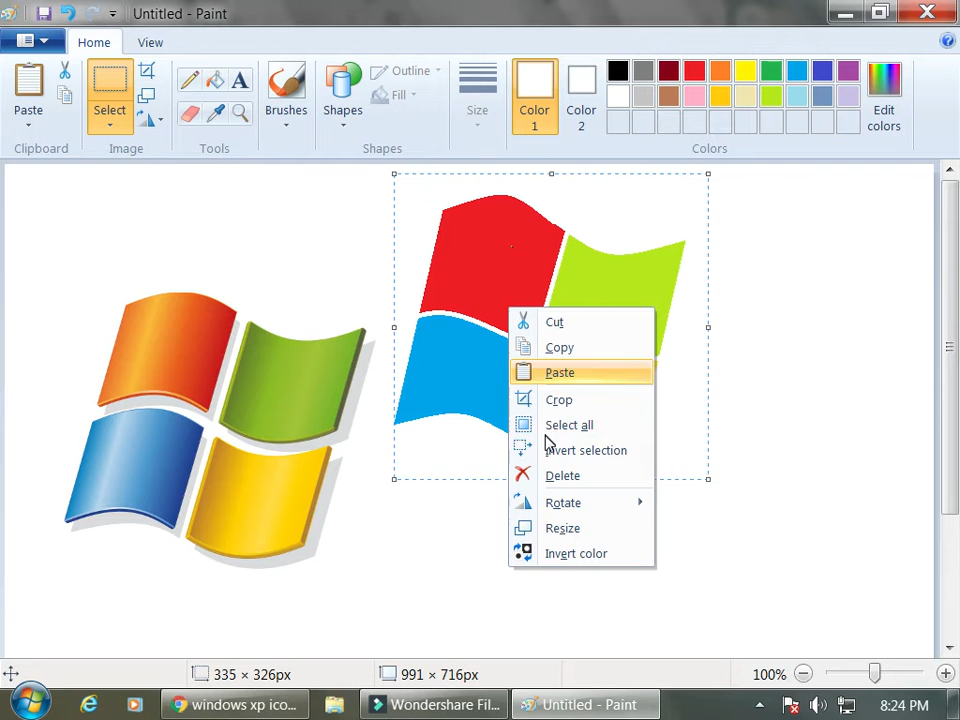 Untitled - Paint
Home View
Paste
Select
A
Brushes
Shapes
Outline
Fill
Size
Color 1
Color 2
Edit colors
Clipboard Image Tools Shapes Colors
Cut
Copy
Paste
Crop
Select all
Invert selection
Delete
Rotate
Resize
Invert color
335 × 326px 991 × 716px 100%
windows xp ico... Wondershare Fil... Untitled - Paint 8:24 PM